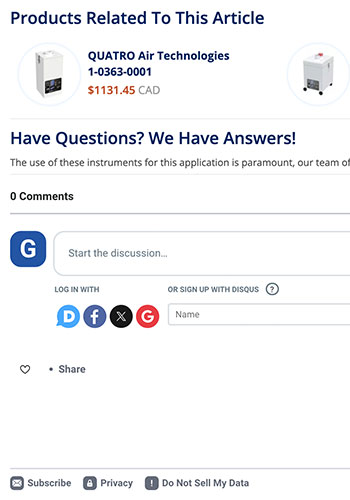 Products Related To This Article
QUATRO Air Technologies
1-0363-0001
$1131.45 CAD
Have Questions? We Have Answers!
The use of these instruments for this application is paramount, our team of
0 Comments
G
Start the discussion…
LOG IN WITH
OR SIGN UP WITH DISQUS ?
D f X G
Name
• Share
Subscribe Privacy ! Do Not Sell My Data